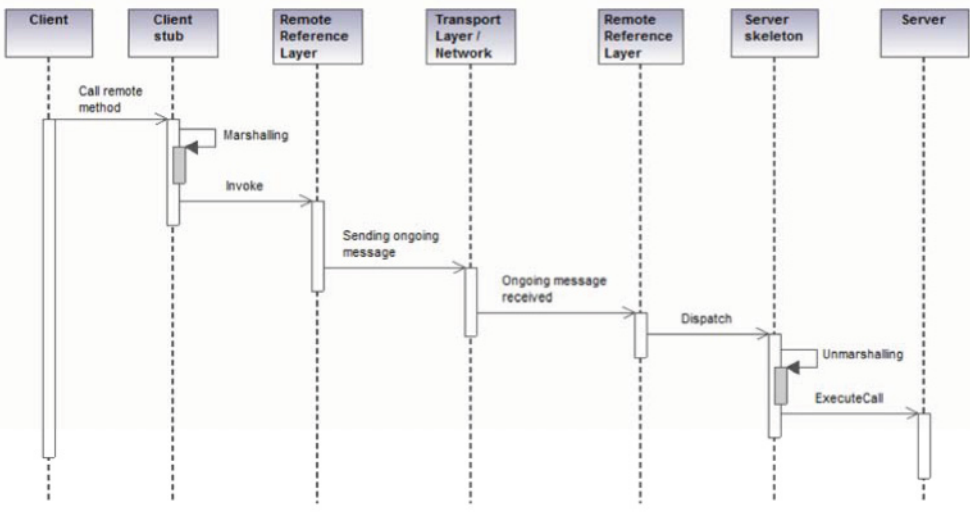 Client
Client
stub
Remote
Reference
Layer
Transport
Layer /
Network
Remote
Reference
Layer
Server
skeleton
Server
Call remote
method
Marshalling
Invoke
Sending ongoing
message
Ongoing message
received
Dispatch
Unmarshalling
ExecuteCall